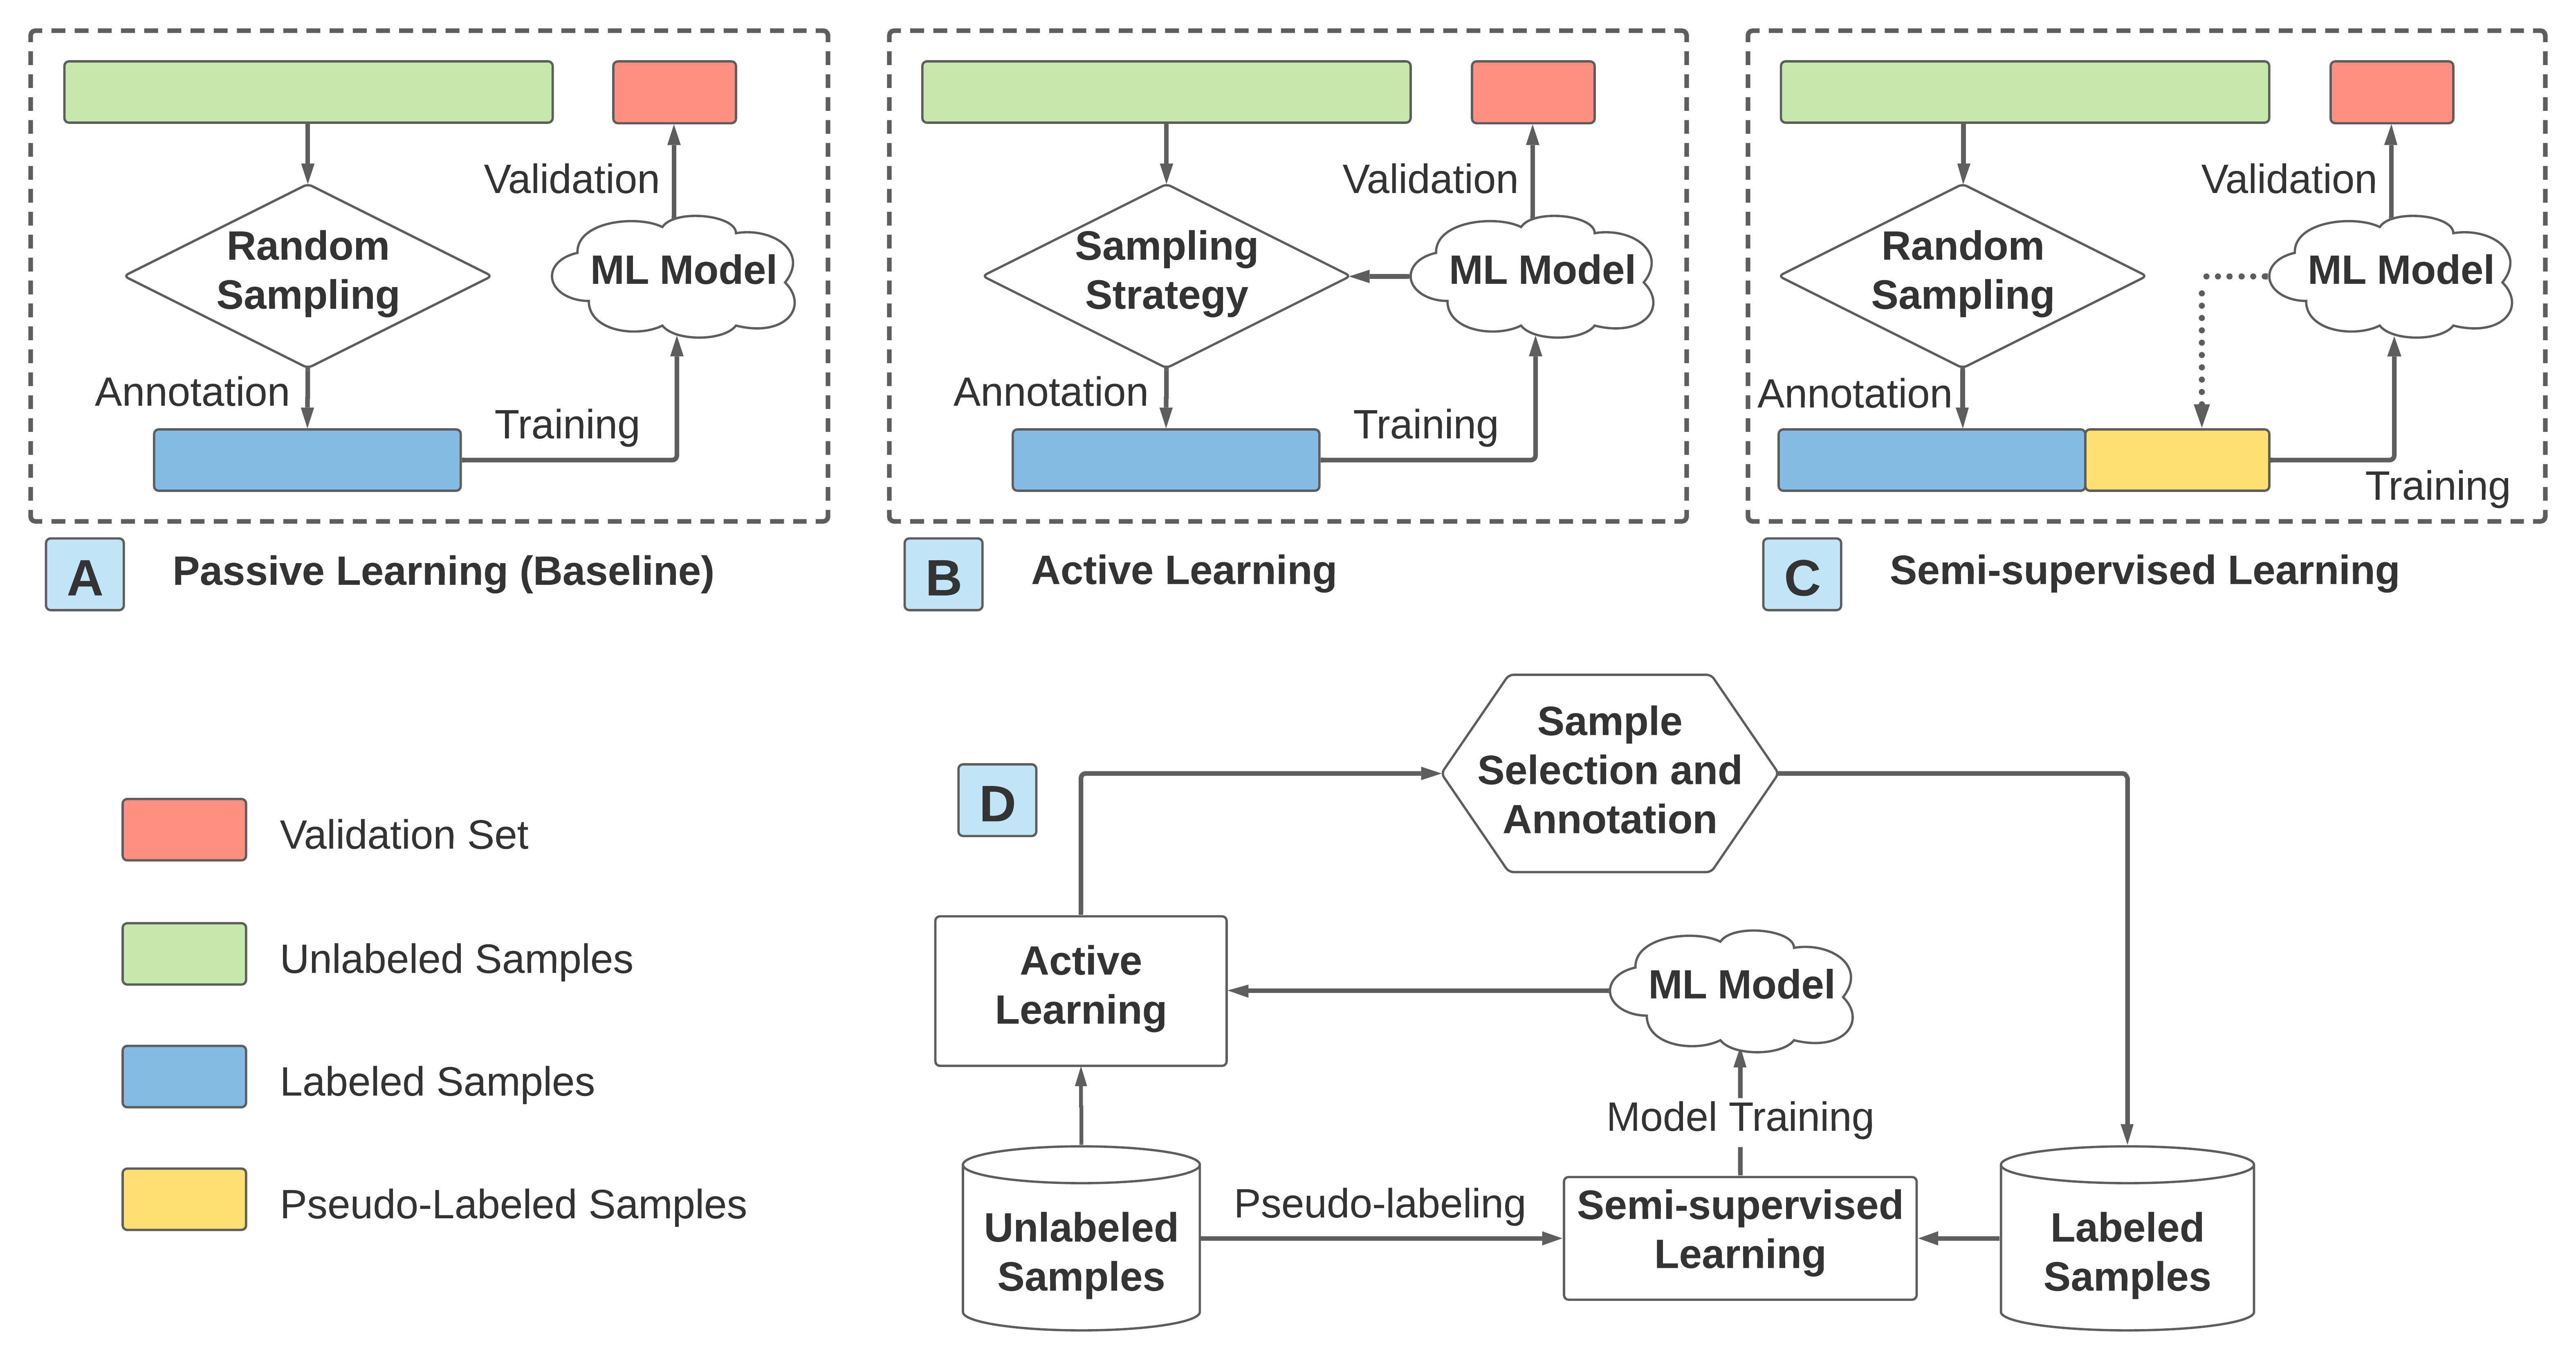 Validation
Random
Sampling
ML Model
Annotation
Training
A
Passive Learning (Baseline)
Validation
Sampling
Strategy
ML Model
Annotation
Training
B
Active Learning
Validation
Random
Sampling
ML Model
Annotation
Training
C
Semi-supervised Learning
Validation Set
Unlabeled Samples
Labeled Samples
Pseudo-Labeled Samples
D
Sample
Selection and
Annotation
Active
Learning
ML Model
Model Training
Unlabeled
Samples
Pseudo-labeling
Semi-supervised
Learning
Labeled
Samples